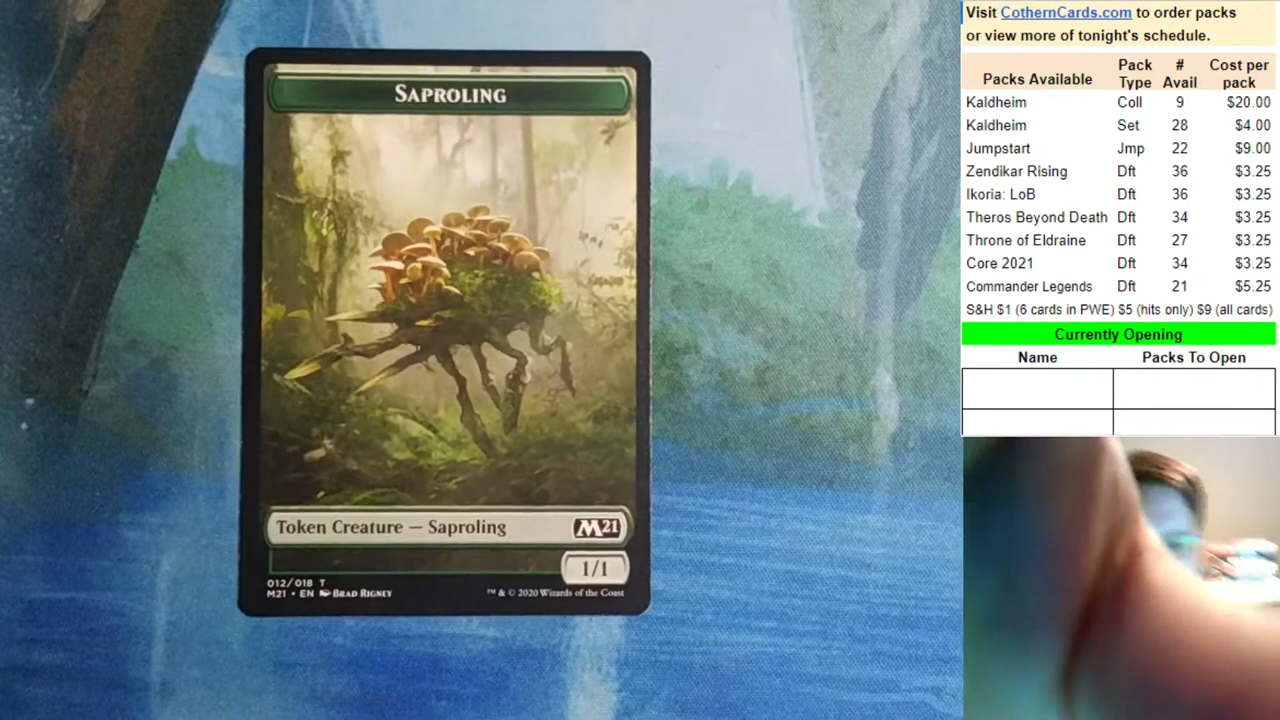 SAPROLING
Token Creature — Saproling
M21
1/1
012/018 T
M21 • EN BRAD RIGNEY
™ & © 2020 Wizards of the Coast
Visit CothernCards.com to order packs
or view more of tonight's schedule.
Packs Available Pack Type # Avail Cost per pack
Kaldheim Coll 9 $20.00
Kaldheim Set 28 $4.00
Jumpstart Jmp 22 $9.00
Zendikar Rising Dft 36 $3.25
Ikoria: LoB Dft 36 $3.25
Theros Beyond Death Dft 34 $3.25
Throne of Eldraine Dft 27 $3.25
Core 2021 Dft 34 $3.25
Commander Legends Dft 21 $5.25
S&H $1 (6 cards in PWE) $5 (hits only) $9 (all cards)
Currently Opening
Name Packs To Open